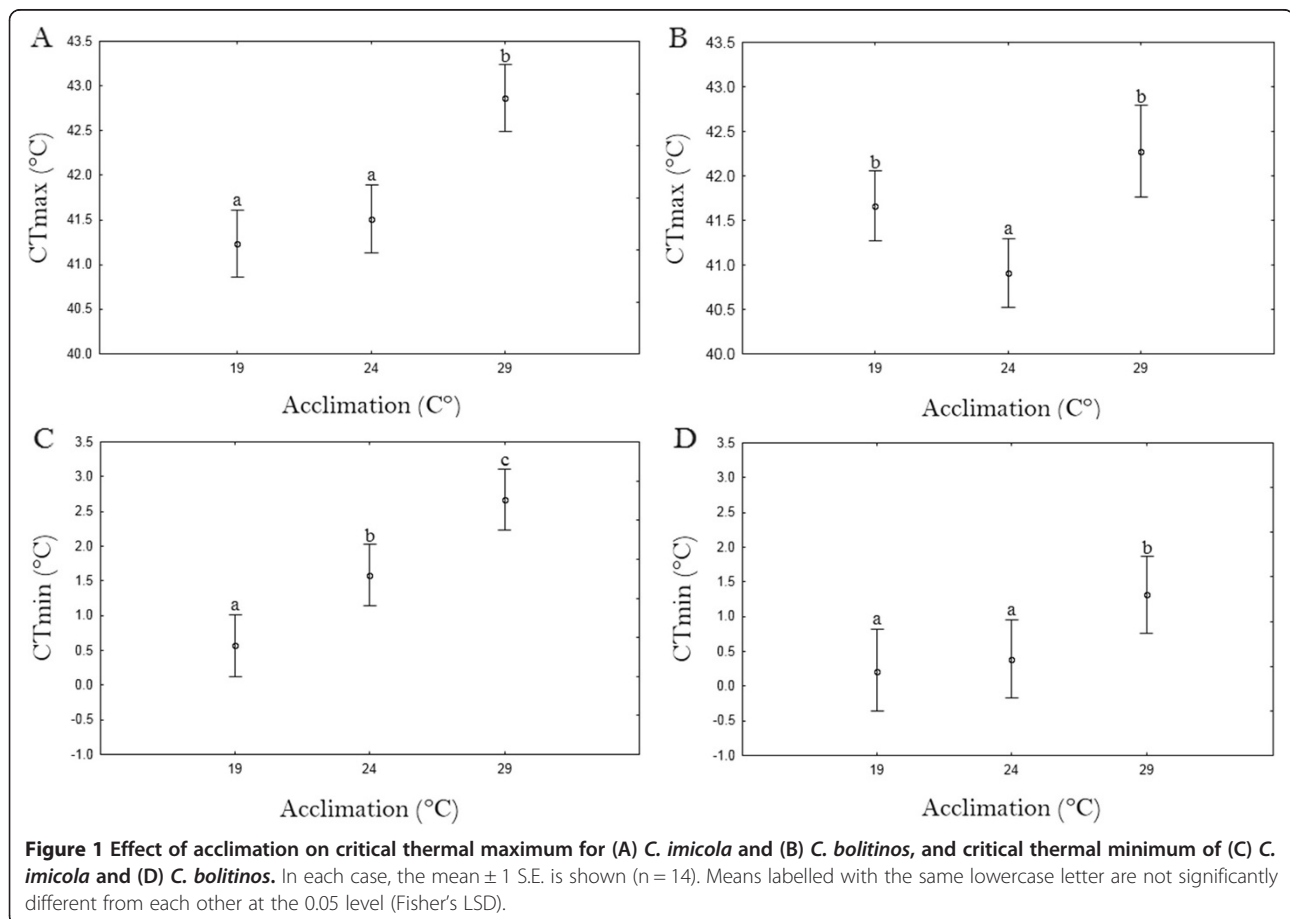 A
B
43.5
43.0
42.5
42.0
41.5
41.0
40.5
40.0
CTmax (°C)
a
a
b
19
24
29
Acclimation (C°)
43.5
43.0
42.5
42.0
41.5
41.0
40.5
40.0
CTmax (°C)
b
a
b
19
24
29
Acclimation (C°)
C
D
3.5
3.0
2.5
2.0
1.5
1.0
0.5
0.0
-0.5
-1.0
CTmin (°C)
a
b
c
19
24
29
Acclimation (°C)
3.5
3.0
2.5
2.0
1.5
1.0
0.5
0.0
-0.5
-1.0
CTmin (°C)
a
a
b
19
24
29
Acclimation (°C)
Figure 1 Effect of acclimation on critical thermal maximum for (A) C. imicola and (B) C. bolitinos, and critical thermal minimum of (C) C.
imicola and (D) C. bolitinos. In each case, the mean ± 1 S.E. is shown (n = 14). Means labelled with the same lowercase letter are not significantly
different from each other at the 0.05 level (Fisher's LSD).